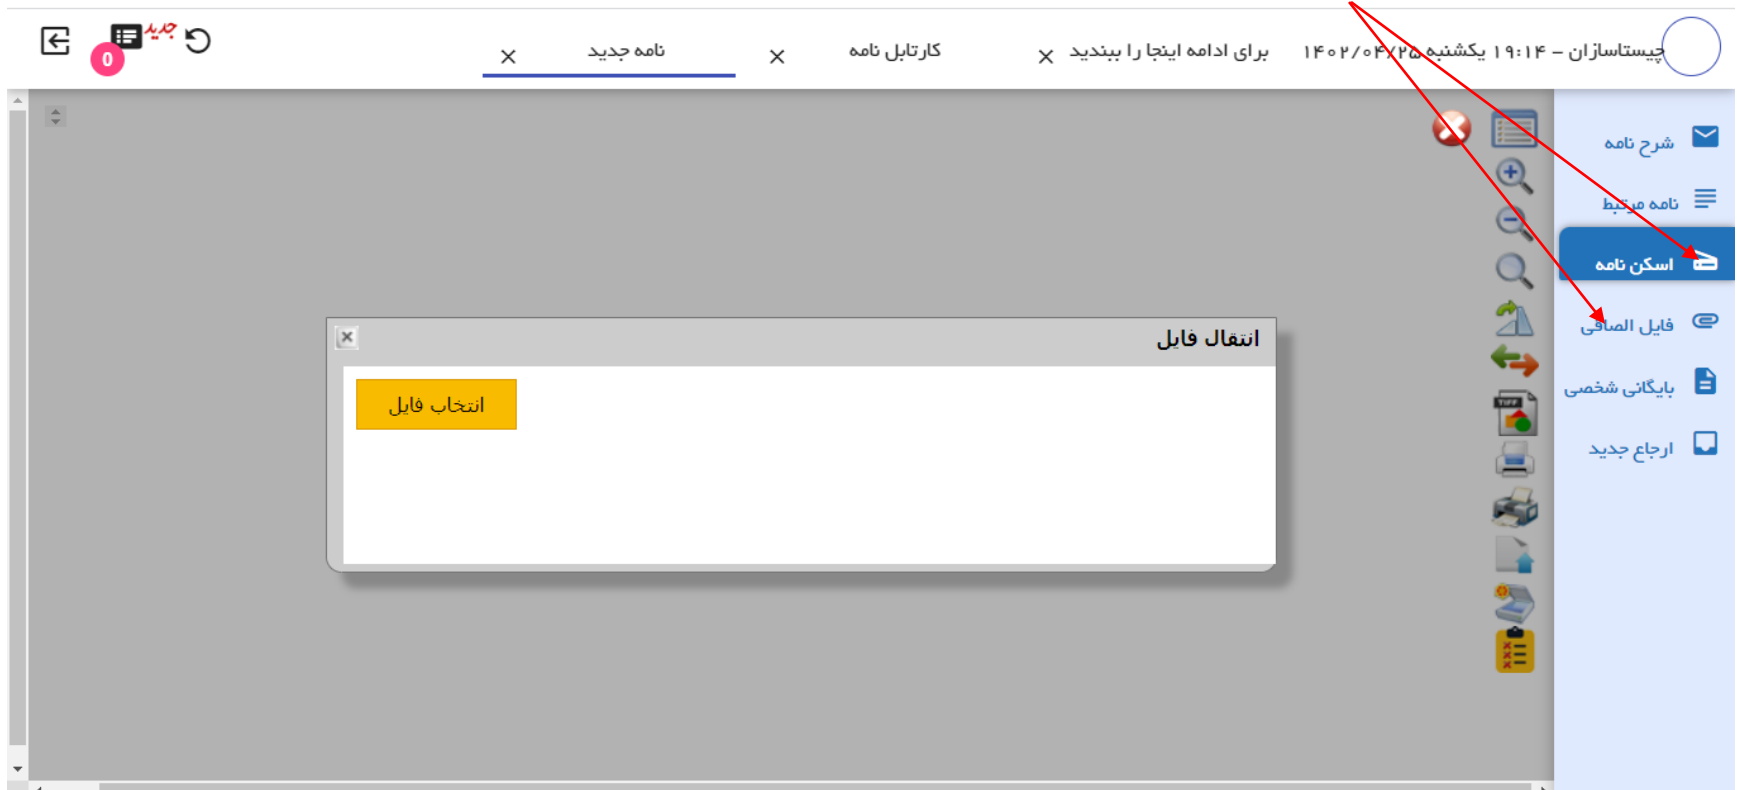 چیستاسازان – ۱۹:۱۴ یکشنبه ۱۴۰۲/۰۴/۲۵
برای ادامه اینجا را ببندید
کارتابل نامه
نامه جدید
جدید
0
شرح نامه
نامه مرتبط
اسکن نامه
فایل الصاقی
بایگانی شخصی
ارجاع جدید
انتقال فایل
انتخاب فایل
TIFF